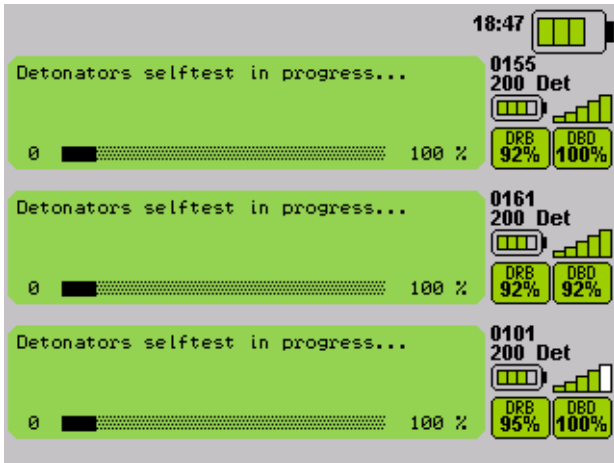 18:47
Detonators selftest in progress...
0 100 %
0155
200 Det
DRB DBD
92% 100%
Detonators selftest in progress...
0 100 %
0161
200 Det
DRB DBD
92% 92%
Detonators selftest in progress...
0 100 %
0101
200 Det
DRB DBD
95% 100%